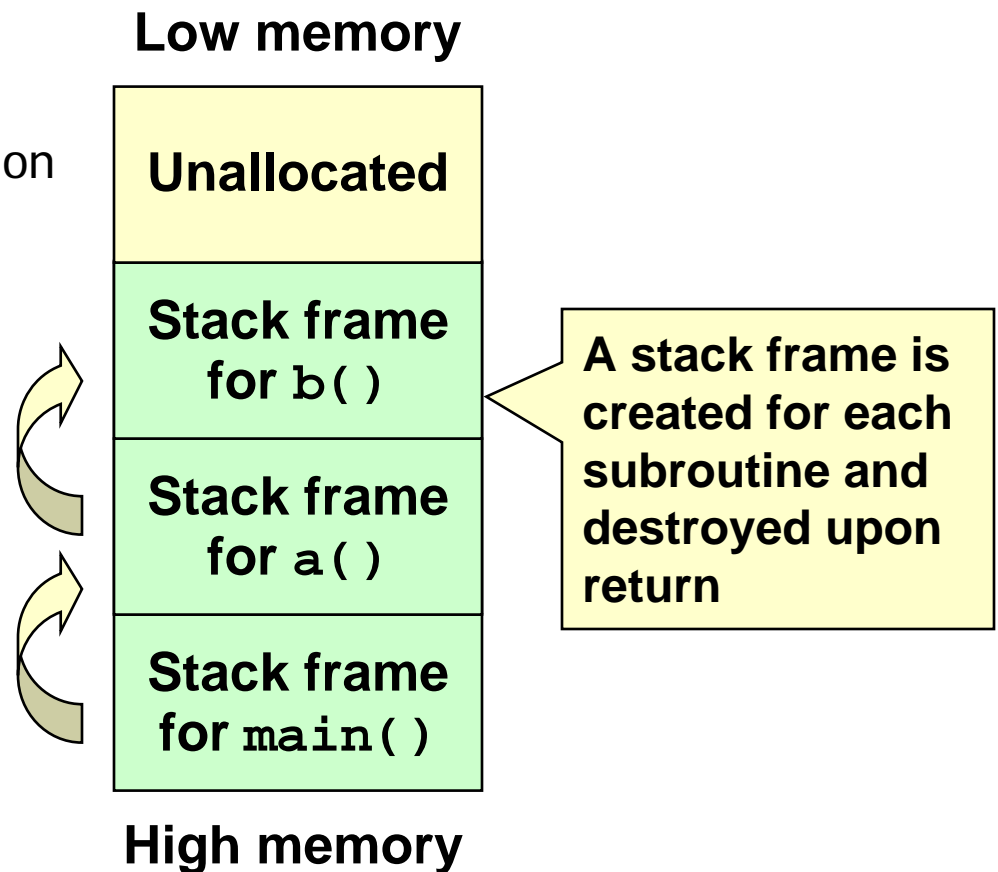 Low memory
on
Unallocated
Stack frame
for b()
A stack frame is
created for each
subroutine and
destroyed upon
return
Stack frame
for a()
Stack frame
for main()
High memory